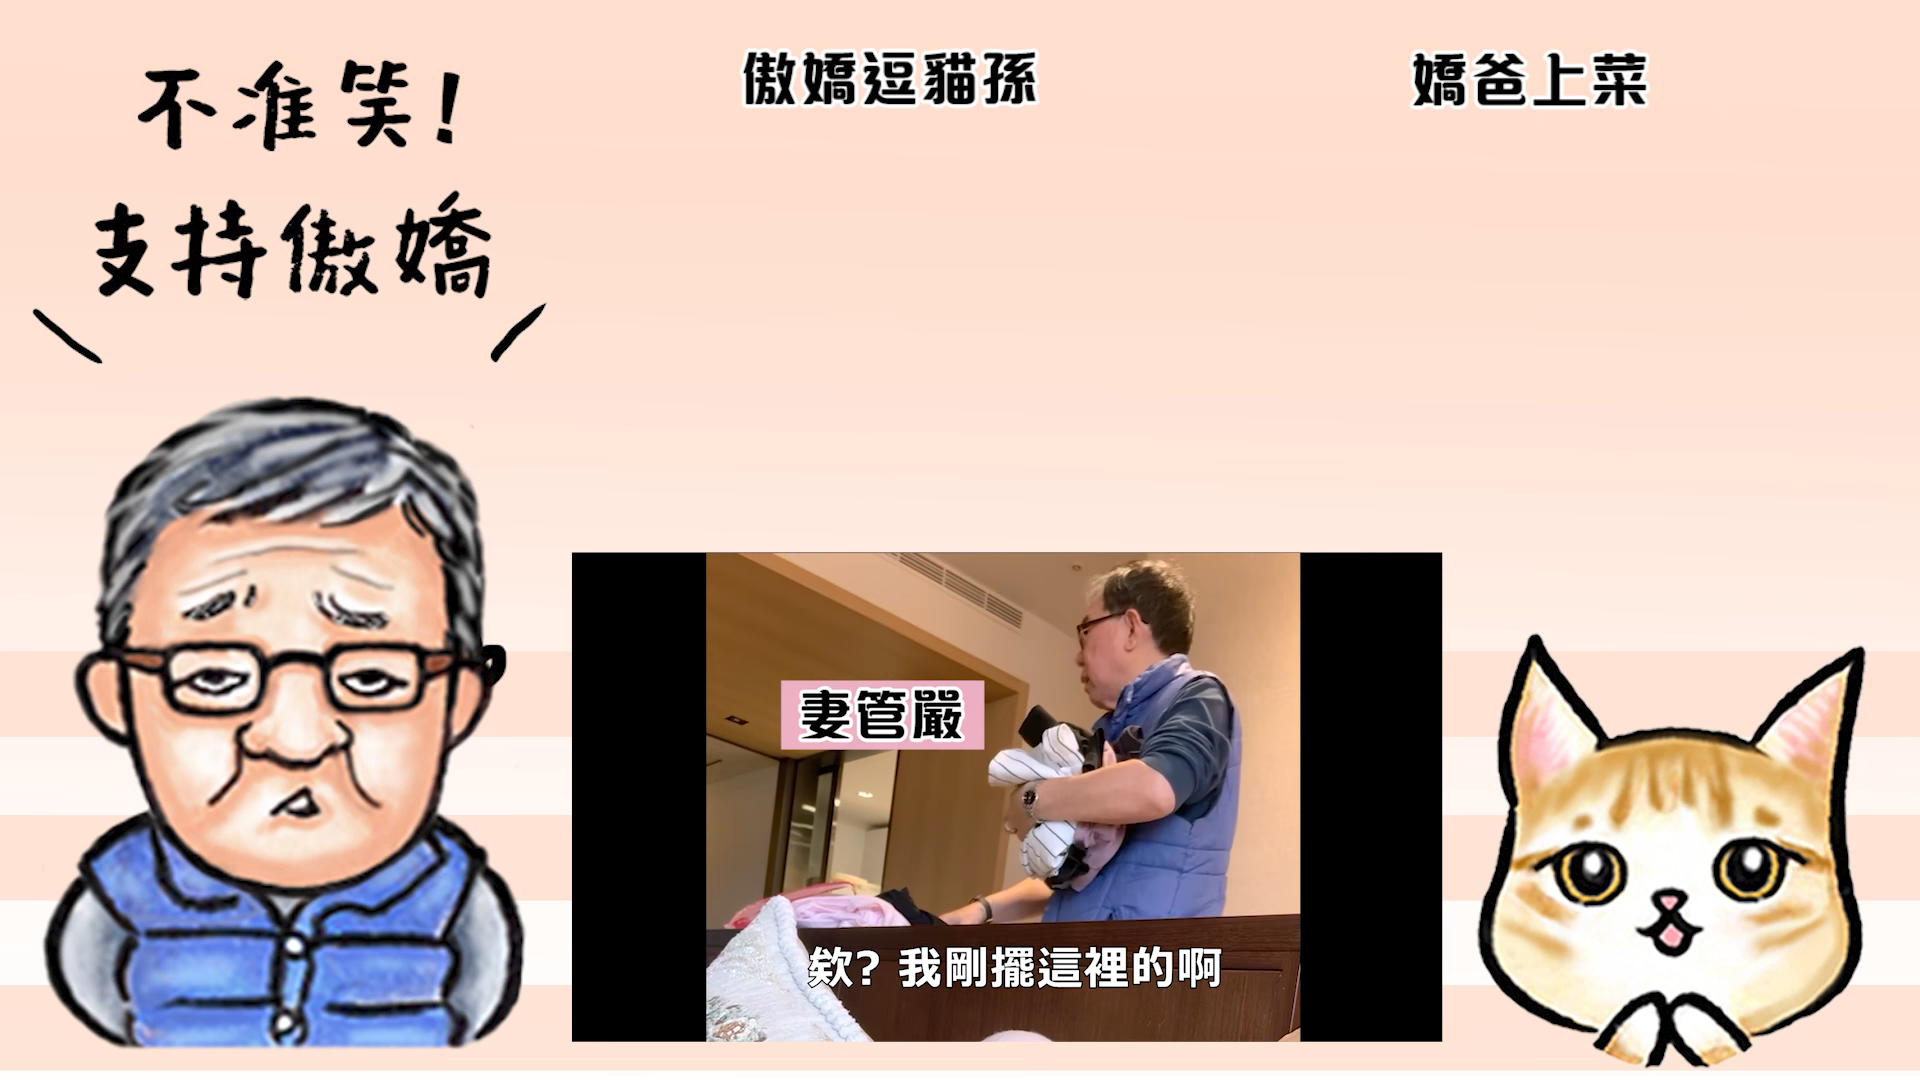 不准笑!
支持傲嬌
傲嬌逗貓孫
嬌爸上菜
妻管嚴
欸? 我剛擺這裡的啊